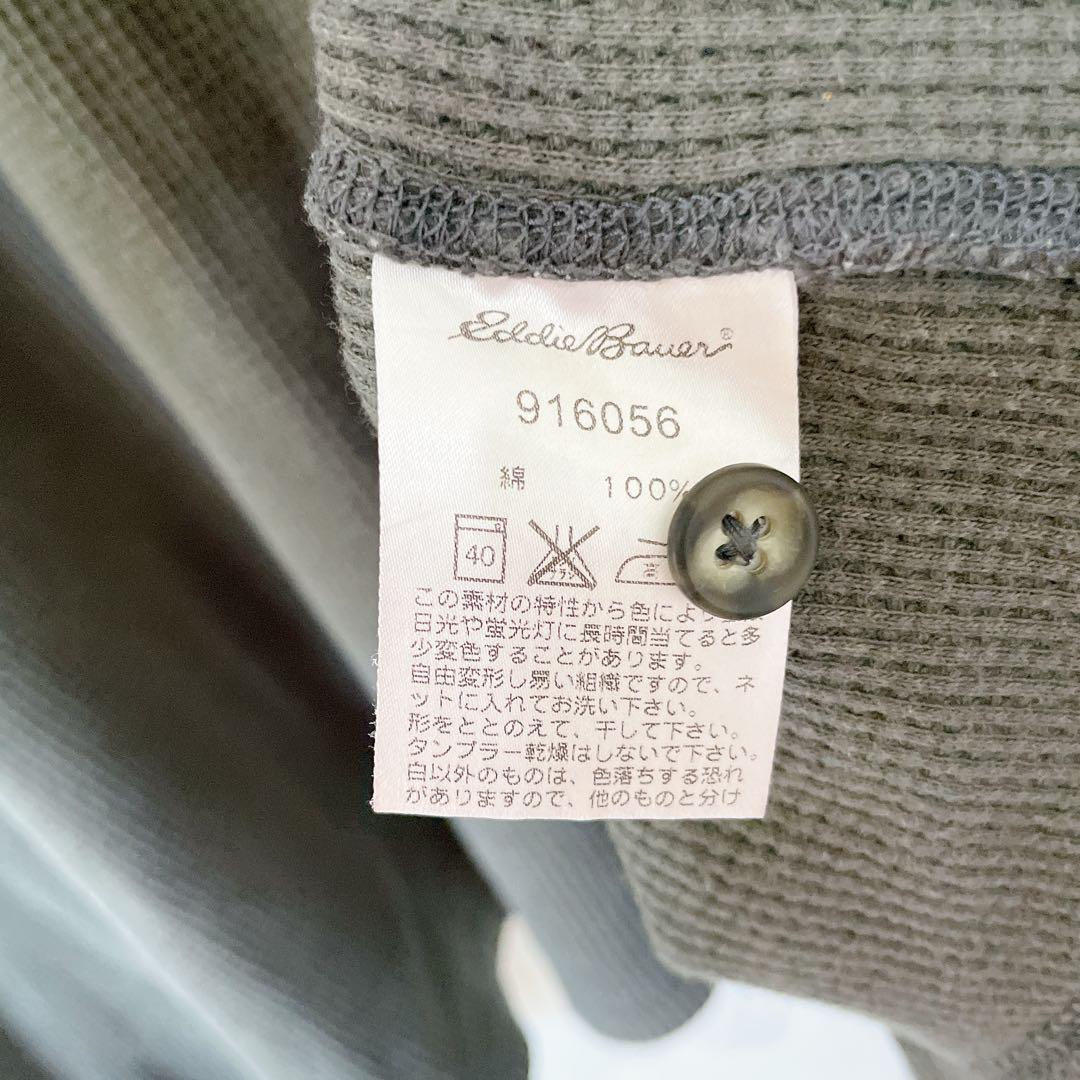 Eddie Bauer®
916056
綿 100%
40 エンソ 高
この素材の特性から色によ
日光や蛍光灯に長時間当てると多
少変色することがあります。
自由変形し易い組織ですので、ネ
ットに入れてお洗い下さい。
形をととのえて、干して下さい。
タンブラー乾燥はしないで下さい。
白以外のものは、色落ちする恐れ
がありますので、他のものと分け